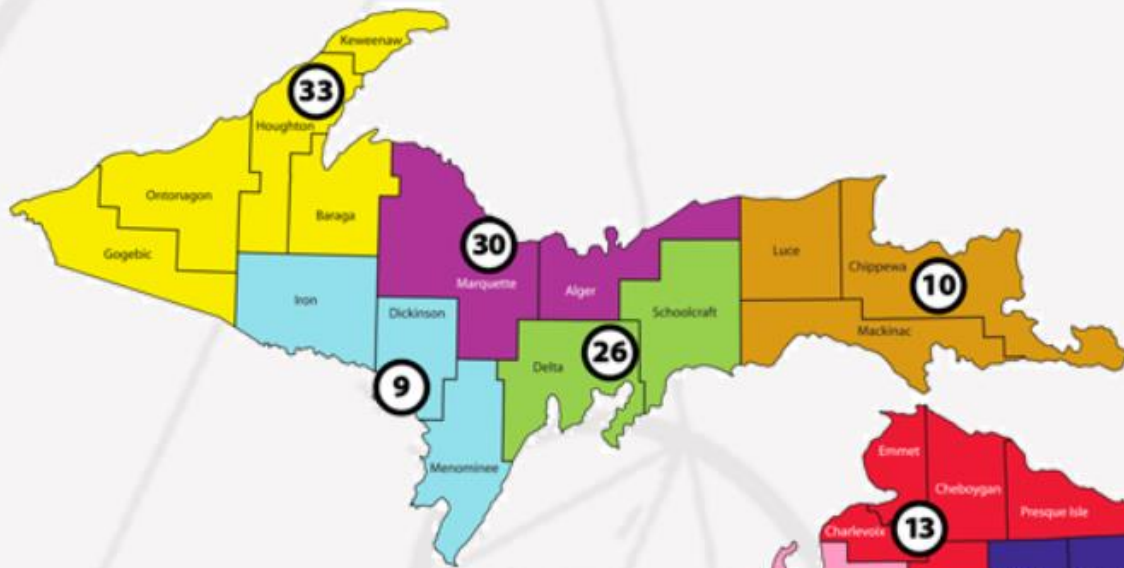 Keweenaw
33
Houghton
Ontonagon
Baraga
Gogebic
30
Marquette
Alger
Luce
Chippewa
10
Mackinac
Iron
Dickinson
Schoolcraft
26
Delta
9
Menominee
Emmet
Cheboygan
Presque Isle
Charlevoix
13